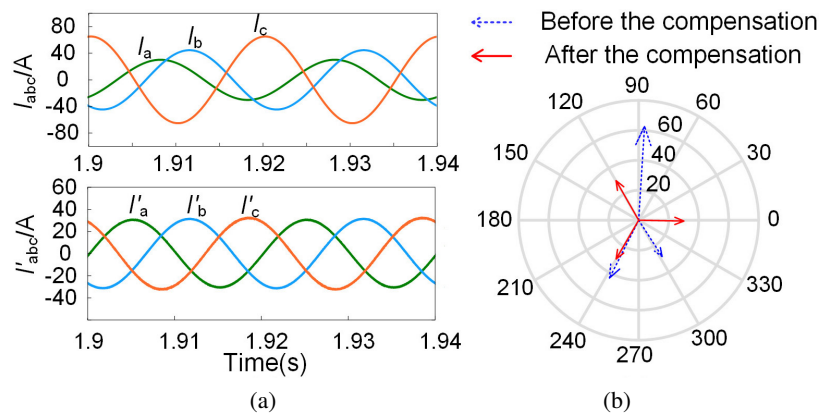 80
40
0
-40
-80
Iabc/A
Ia
Ib
Ic
1.9 1.91 1.92 1.93 1.94
60
40
20
0
-20
-40
I'abc/A
I'a
I'b
I'c
1.9 1.91 1.92 1.93 1.94
Time(s)
(a)
Before the compensation
After the compensation
90
120 60
150 30
180 0
210 330
240 300
270
60
40
20
(b)